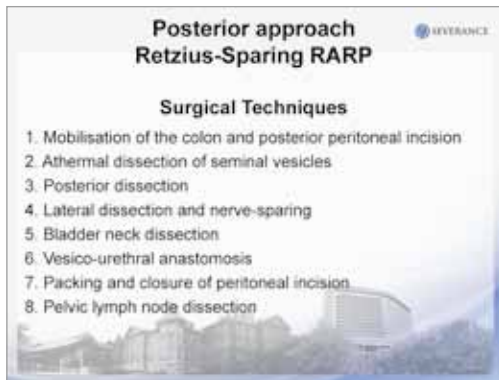 Posterior approach
SEVERANCE
Retzius-Sparing RARP
Surgical Techniques
1. Mobilisation of the colon and posterior peritoneal incision
2. Athermal dissection of seminal vesicles
3. Posterior dissection
4. Lateral dissection and nerve-sparing
5. Bladder neck dissection
6. Vesico-urethral anastomosis
7. Packing and closure of peritoneal incision
8. Pelvic lymph node dissection